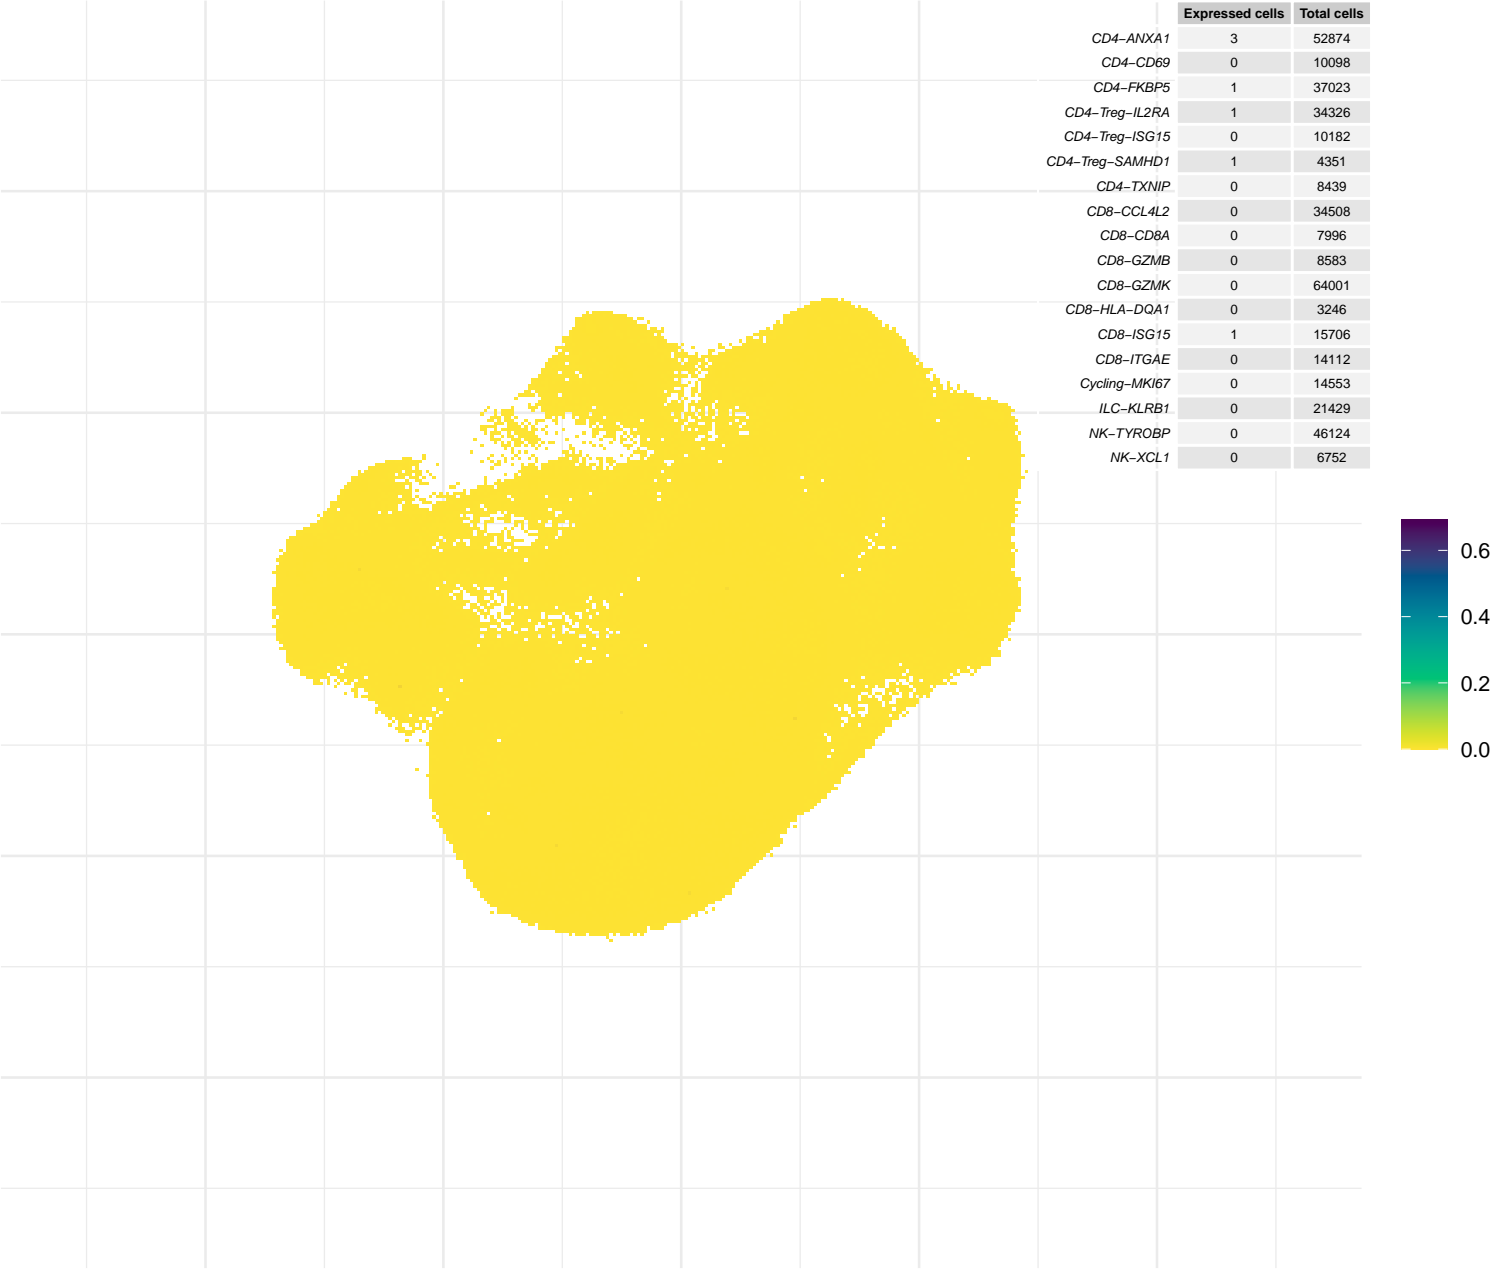 Expressed cells Total cells
CD4−ANXA1 3 52874
CD4−CD69 0 10098
CD4−FKBP5 1 37023
CD4−Treg−IL2RA 1 34326
CD4−Treg−ISG15 0 10182
CD4−Treg−SAMHD1 1 4351
CD4−TXNIP 0 8439
CD8−CCL4L2 0 34508
CD8−CD8A 0 7996
CD8−GZMB 0 8583
CD8−GZMK 0 64001
CD8−HLA−DQA1 0 3246
CD8−ISG15 1 15706
CD8−ITGAE 0 14112
Cycling−MKI67 0 14553
ILC−KLRB1 0 21429
NK−TYROBP 0 46124
NK−XCL1 0 6752
0.6
0.4
0.2
0.0